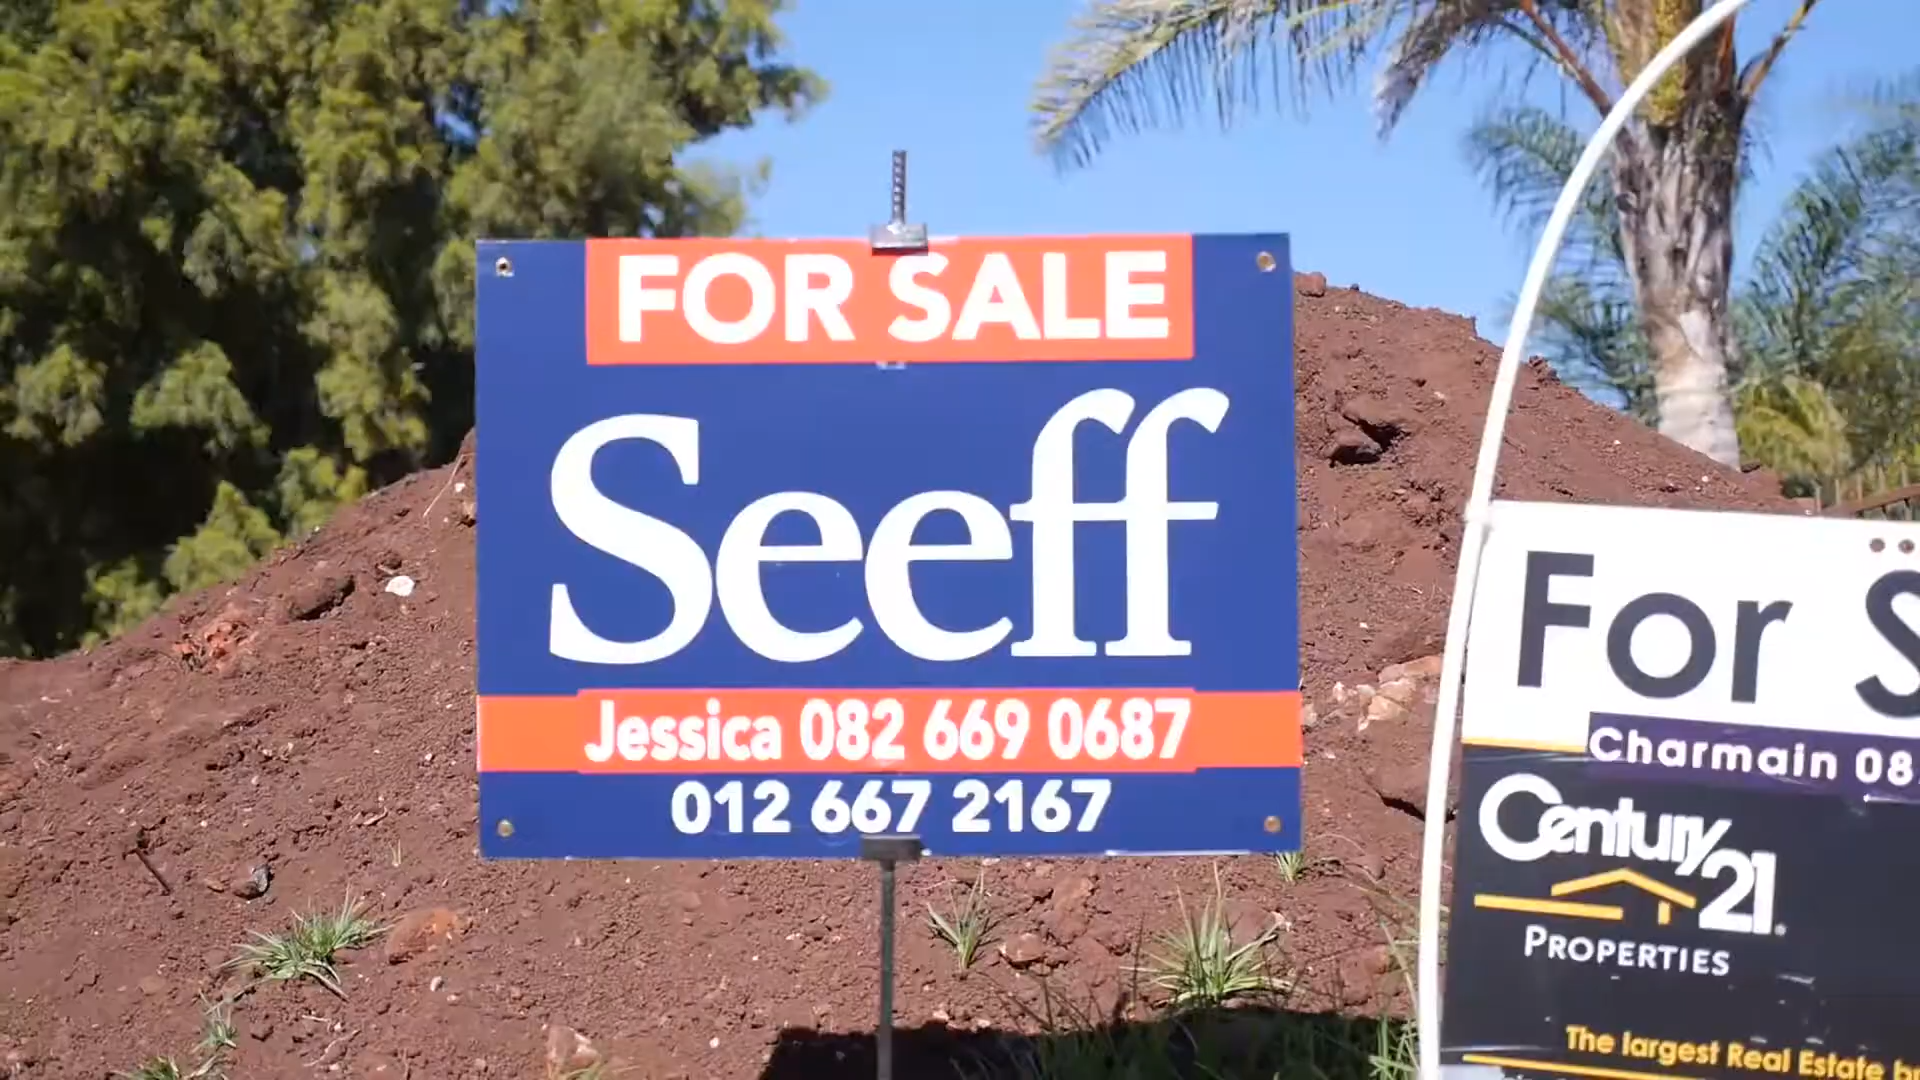 FOR SALE
Seeff
Jessica 082 669 0687
012 667 2167
For
Charmain 08
Century 21
PROPERTIES
The largest Real Estate